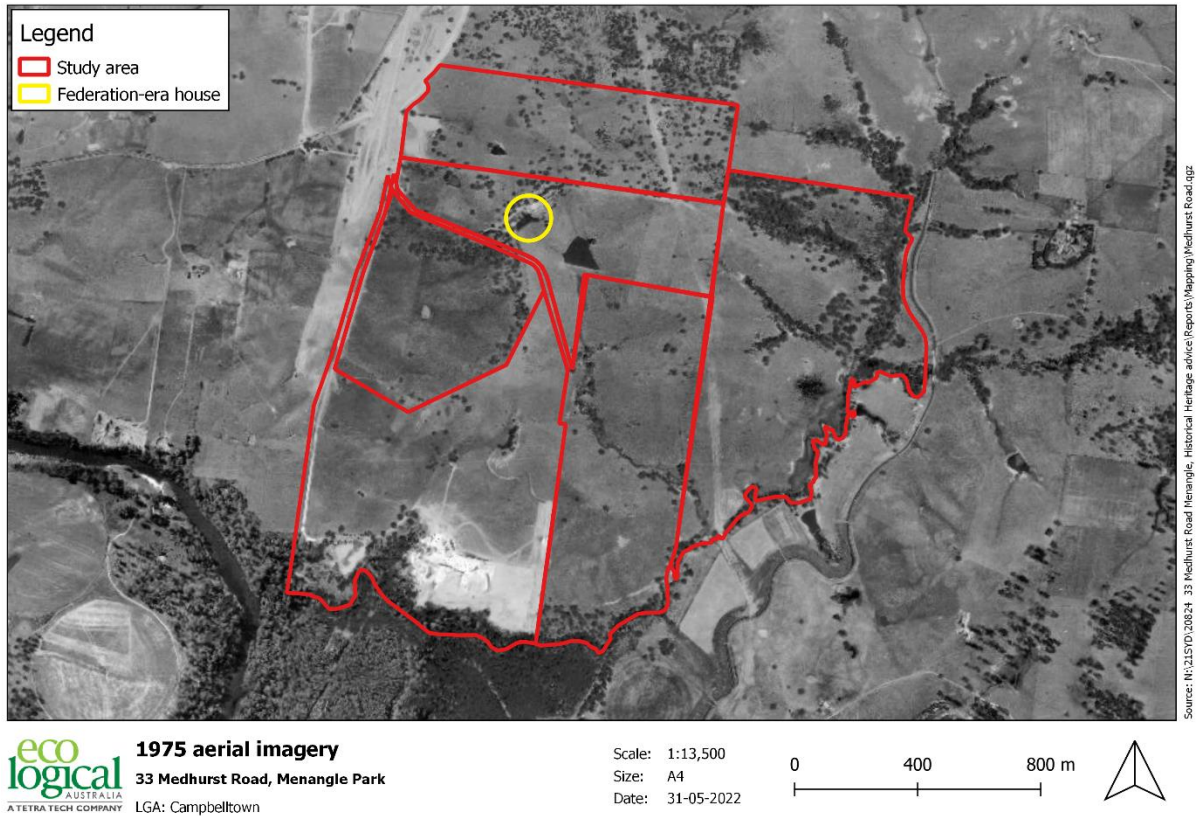 Legend
Study area
Federation-era house
Source: N:\21SYD\20824 33 Medhurst Road Menangle, Historical Heritage advice\Reports\Mapping\Medhurst Road.qgz
eco
logical
AUSTRALIA
A TETRA TECH COMPANY
1975 aerial imagery
33 Medhurst Road, Menangle Park
LGA: Campbelltown
Scale: 1:13,500
Size: A4
Date: 31-05-2022
0 400 800 m